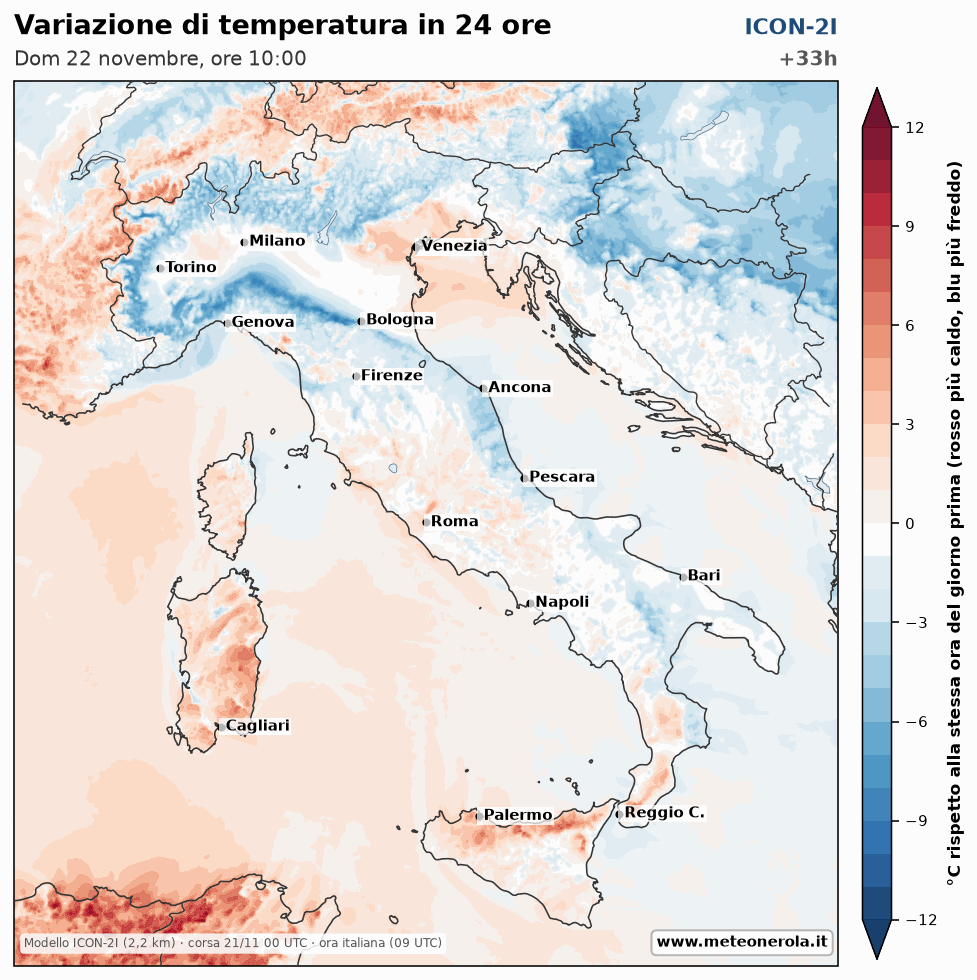 Variazione di temperatura in 24 ore
ICON-2I
Dom 22 novembre, ore 10:00
+33h
Milano
Venezia
Torino
Genova
Bologna
Firenze
Ancona
Pescara
Roma
Bari
Napoli
Cagliari
Palermo
Reggio C.
Modello ICON-2I (2,2 km) · corsa 21/11 00 UTC · ora italiana (09 UTC)
www.meteonerola.it
12
9
6
3
0
−3
−6
−9
−12
°C rispetto alla stessa ora del giorno prima (rosso più caldo, blu più freddo)